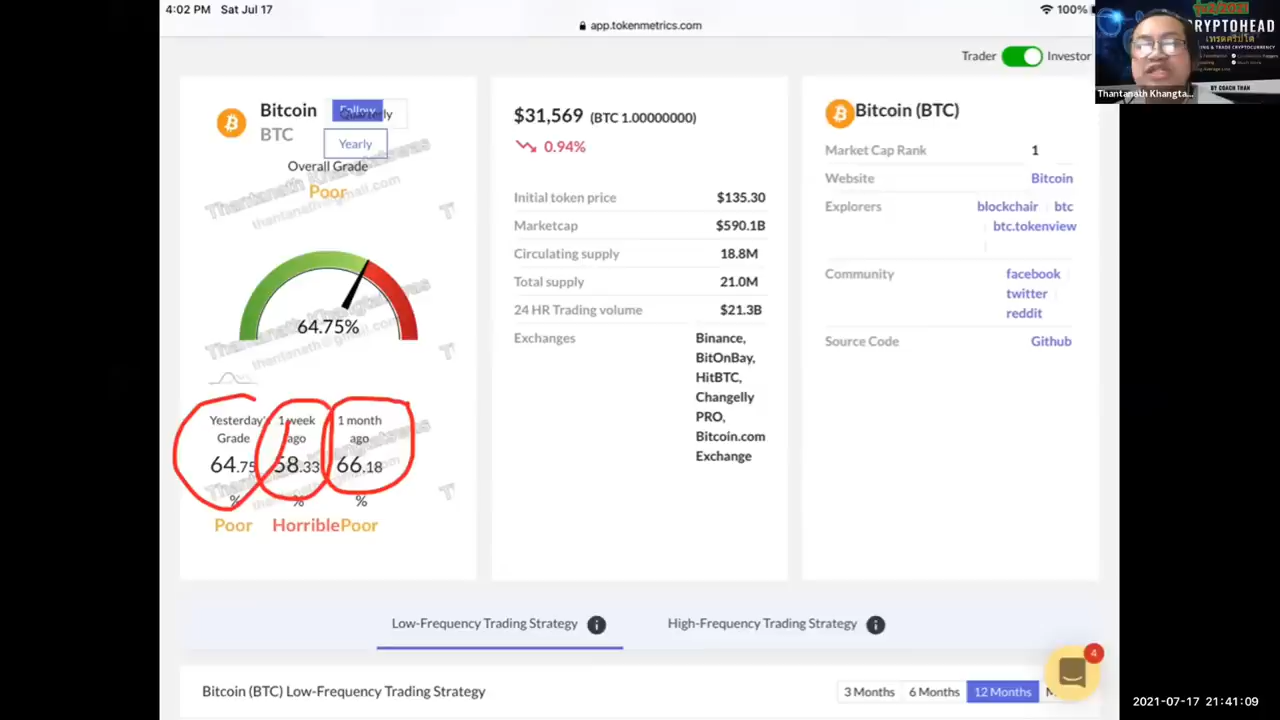 4:02 PM Sat Jul 17
100%
app.tokenmetrics.com
Trader Investor
CRYPTOHEAD
BY COACH THAN
Thantanath Khangta...
Bitcoin Follow Quarterly
BTC
Yearly
Overall Grade
Poor
64.75%
Yesterday's 1 week 1 month
Grade ago ago
64.75 58.33 66.18
% % %
Poor Horrible Poor
$31,569 (BTC 1.00000000)
0.94%
Initial token price $135.30
Marketcap $590.1B
Circulating supply 18.8M
Total supply 21.0M
24 HR Trading volume $21.3B
Exchanges Binance,
BitOnBay,
HitBTC,
Changelly
PRO,
Bitcoin.com
Exchange
Bitcoin (BTC)
Market Cap Rank 1
Website Bitcoin
Explorers blockchair btc
btc.tokenview
Community facebook
twitter
reddit
Source Code Github
Low-Frequency Trading Strategy i High-Frequency Trading Strategy i
4
Bitcoin (BTC) Low-Frequency Trading Strategy 3 Months 6 Months 12 Months
2021-07-17 21:41:09